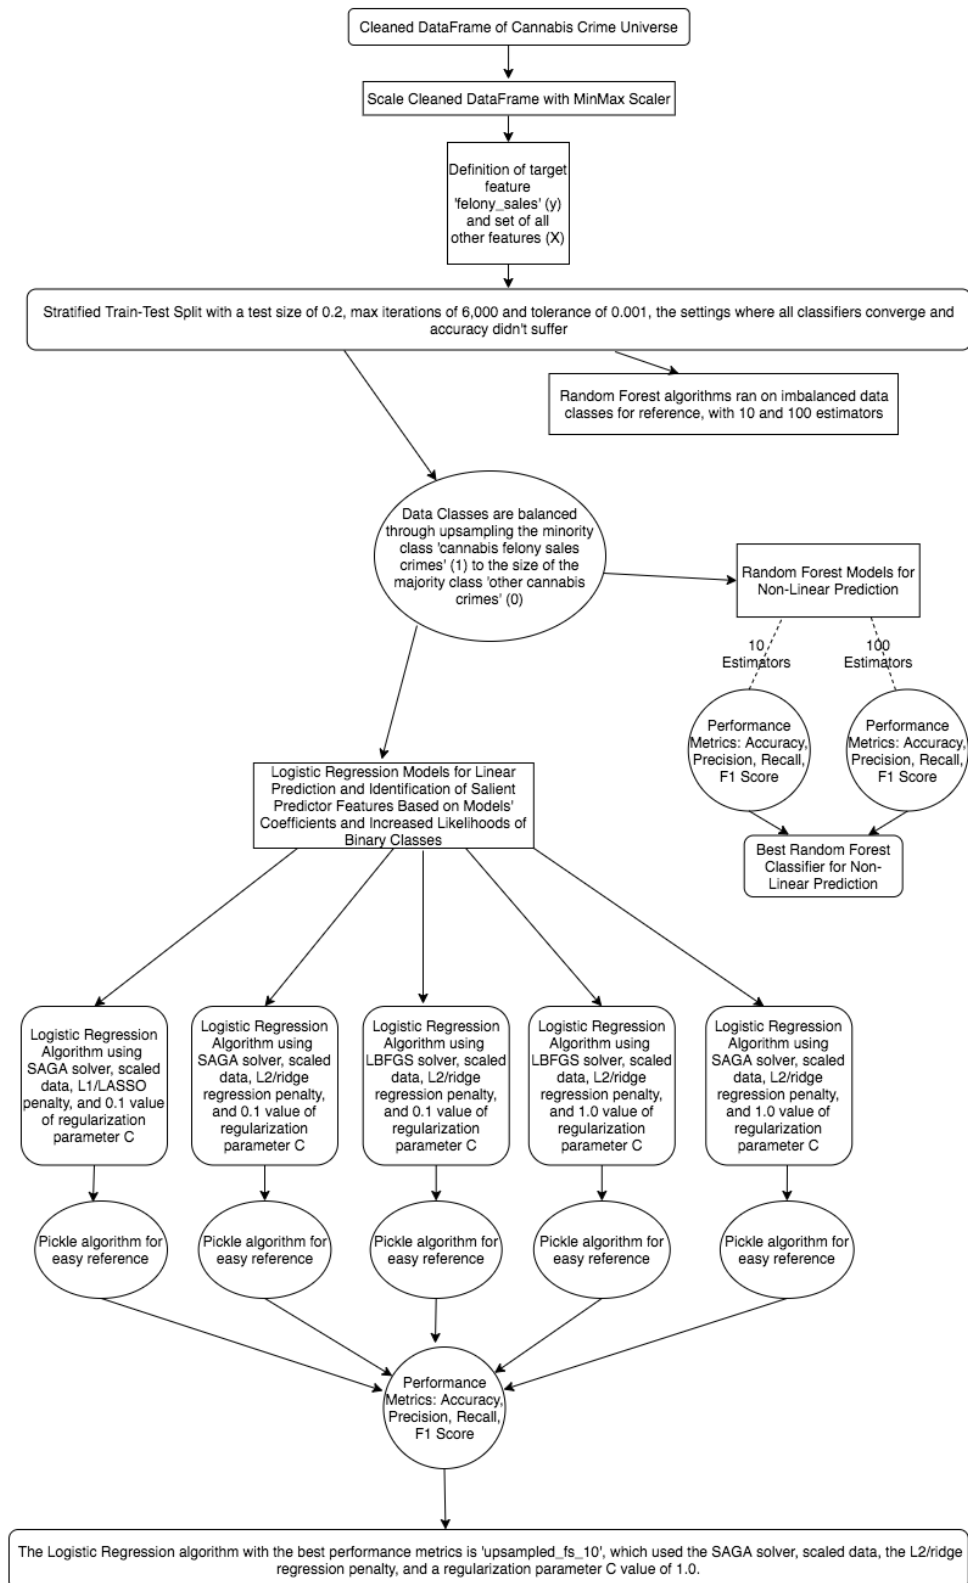 Cleaned DataFrame of Cannabis Crime Universe
Scale Cleaned DataFrame with MinMax Scaler
Definition of target
feature
'felony_sales' (y)
and set of all
other features (X)
Stratified Train-Test Split with a test size of 0.2, max iterations of 6,000 and tolerance of 0.001, the settings where all classifiers converge and
accuracy didn't suffer
Random Forest algorithms ran on imbalanced data
classes for reference, with 10 and 100 estimators
Data Classes are balanced
through upsampling the minority
class 'cannabis felony sales
crimes' (1) to the size of the
majority class 'other cannabis
crimes' (0)
Random Forest Models for
Non-Linear Prediction
10
Estimators
100
Estimators
Performance
Metrics: Accuracy,
Precision, Recall,
F1 Score
Performance
Metrics: Accuracy,
Precision, Recall,
F1 Score
Best Random Forest
Classifier for Non-
Linear Prediction
Logistic Regression Models for Linear
Prediction and Identification of Salient
Predictor Features Based on Models'
Coefficients and Increased Likelihoods of
Binary Classes
Logistic Regression
Algorithm using
SAGA solver, scaled
data, L1/LASSO
penalty, and 0.1 value
of regularization
parameter C
Logistic Regression
Algorithm using
SAGA solver, scaled
data, L2/ridge
regression penalty,
and 0.1 value of
regularization
parameter C
Logistic Regression
Algorithm using
LBFGS solver, scaled
data, L2/ridge
regression penalty,
and 0.1 value of
regularization
parameter C
Logistic Regression
Algorithm using
LBFGS solver, scaled
data, L2/ridge
regression penalty,
and 1.0 value of
regularization
parameter C
Logistic Regression
Algorithm using
SAGA solver, scaled
data, L2/ridge
regression penalty,
and 1.0 value of
regularization
parameter C
Pickle algorithm for
easy reference
Pickle algorithm for
easy reference
Pickle algorithm for
easy reference
Pickle algorithm for
easy reference
Pickle algorithm for
easy reference
Performance
Metrics: Accuracy,
Precision, Recall,
F1 Score
The Logistic Regression algorithm with the best performance metrics is 'upsampled_fs_10', which used the SAGA solver, scaled data, the L2/ridge
regression penalty, and a regularization parameter C value of 1.0.